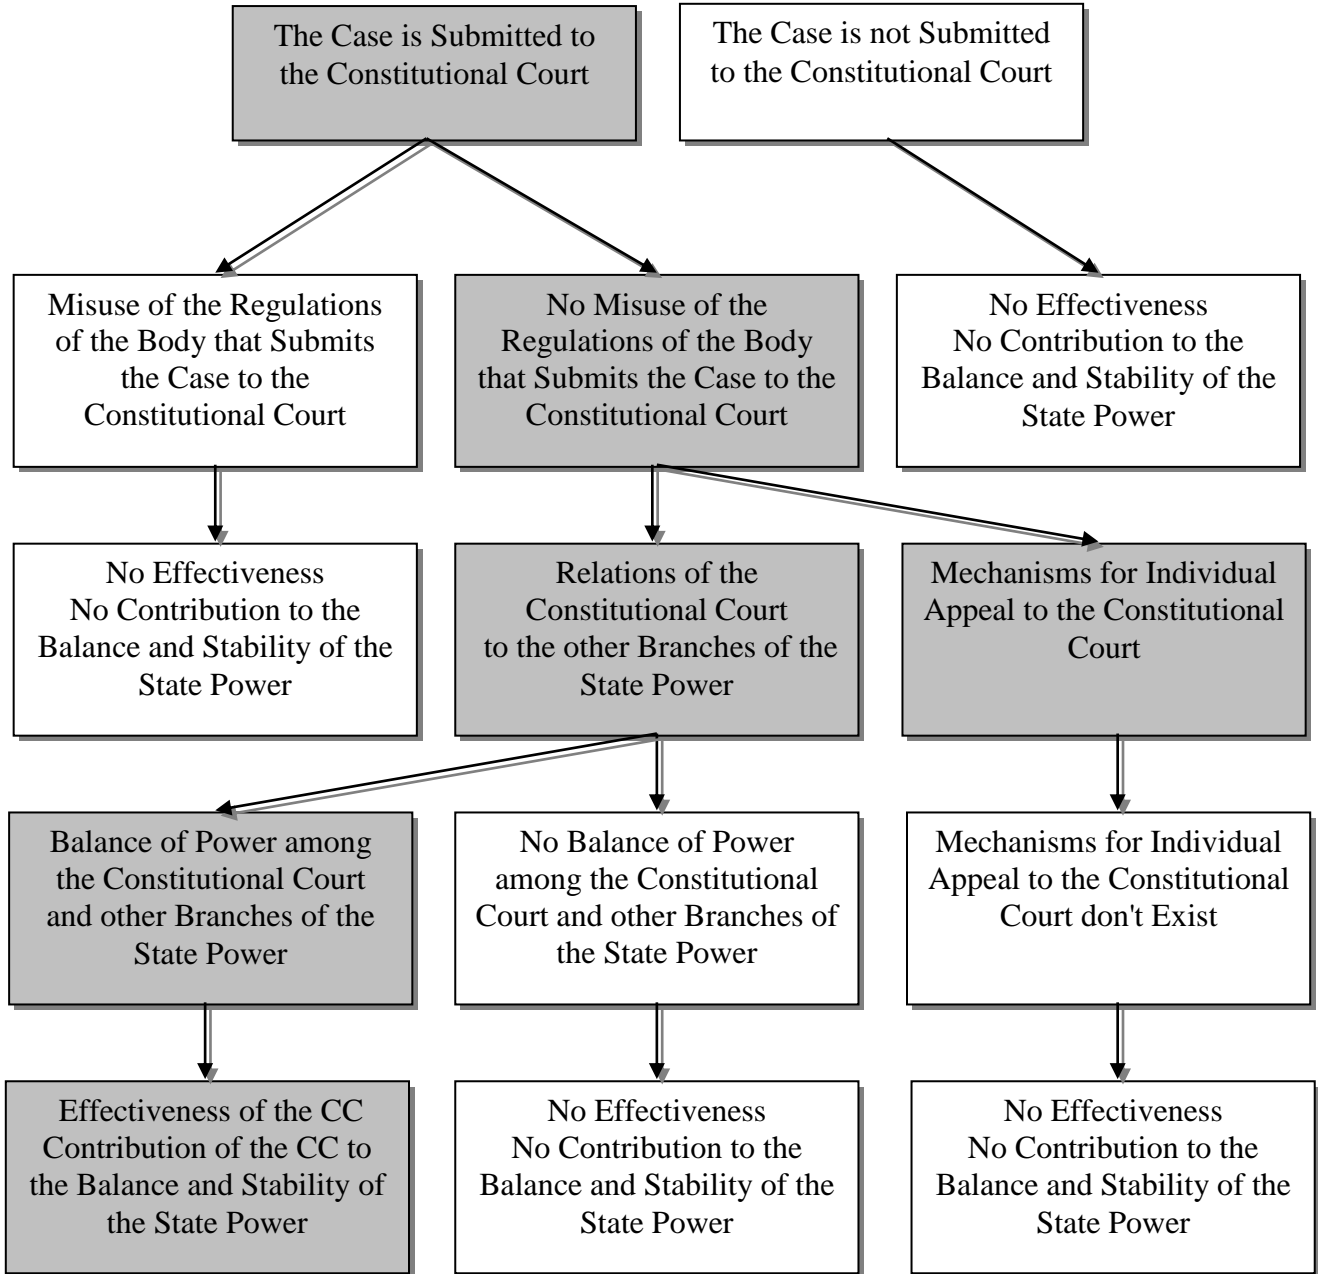 The Case is Submitted to
the Constitutional Court
The Case is not Submitted
to the Constitutional Court
Misuse of the Regulations
of the Body that Submits
the Case to the
Constitutional Court
No Misuse of the
Regulations of the Body
that Submits the Case to the
Constitutional Court
No Effectiveness
No Contribution to the
Balance and Stability of the
State Power
No Effectiveness
No Contribution to the
Balance and Stability of the
State Power
Relations of the
Constitutional Court
to the other Branches of the
State Power
Mechanisms for Individual
Appeal to the Constitutional
Court
Balance of Power among
the Constitutional Court
and other Branches of the
State Power
No Balance of Power
among the Constitutional
Court and other Branches of
the State Power
Mechanisms for Individual
Appeal to the Constitutional
Court don't Exist
Effectiveness of the CC
Contribution of the CC to
the Balance and Stability of
the State Power
No Effectiveness
No Contribution to the
Balance and Stability of the
State Power
No Effectiveness
No Contribution to the
Balance and Stability of the
State Power